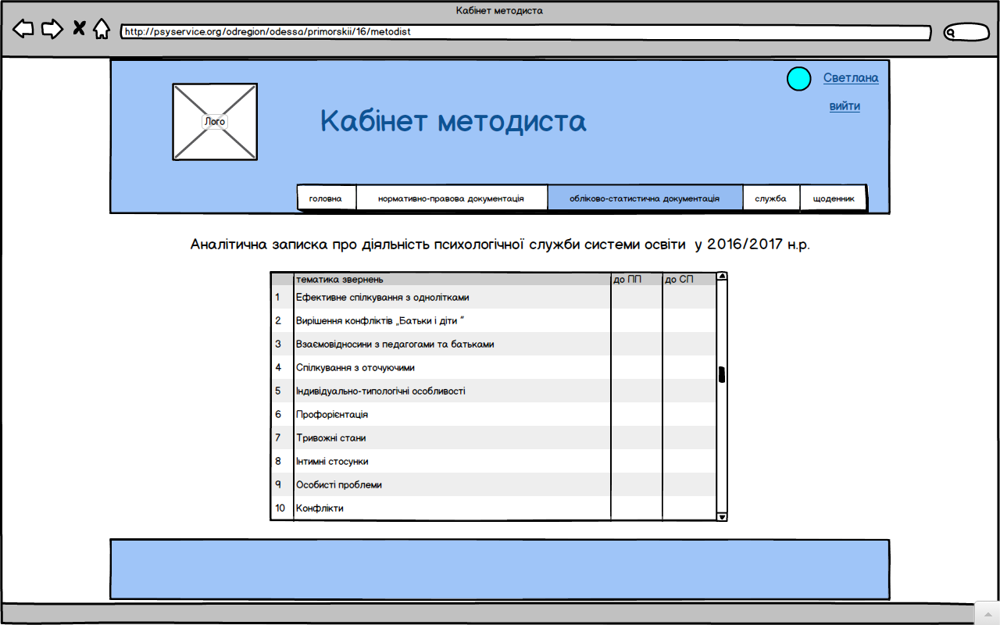 Кабінет методиста
http://psyservice.org/odregion/odessa/primorskii/16/metodist
Светлана
вийти
Лого
Кабінет методиста
головна нормативно-правова документація обліково-статистична документація служба щоденник
Аналітична записка про діяльність психологічної служби системи освіти у 2016/2017 н.р.
тематика звернень до ПП до СП
1 Ефективне спілкування з однолітками
2 Вирішення конфліктів „Батьки і діти “
3 Взаємовідносини з педагогами та батьками
4 Спілкування з оточуючими
5 Індивідуально-типологічні особливості
6 Профорієнтація
7 Тривожні стани
8 Інтимні стосунки
9 Особисті проблеми
10 Конфлікти